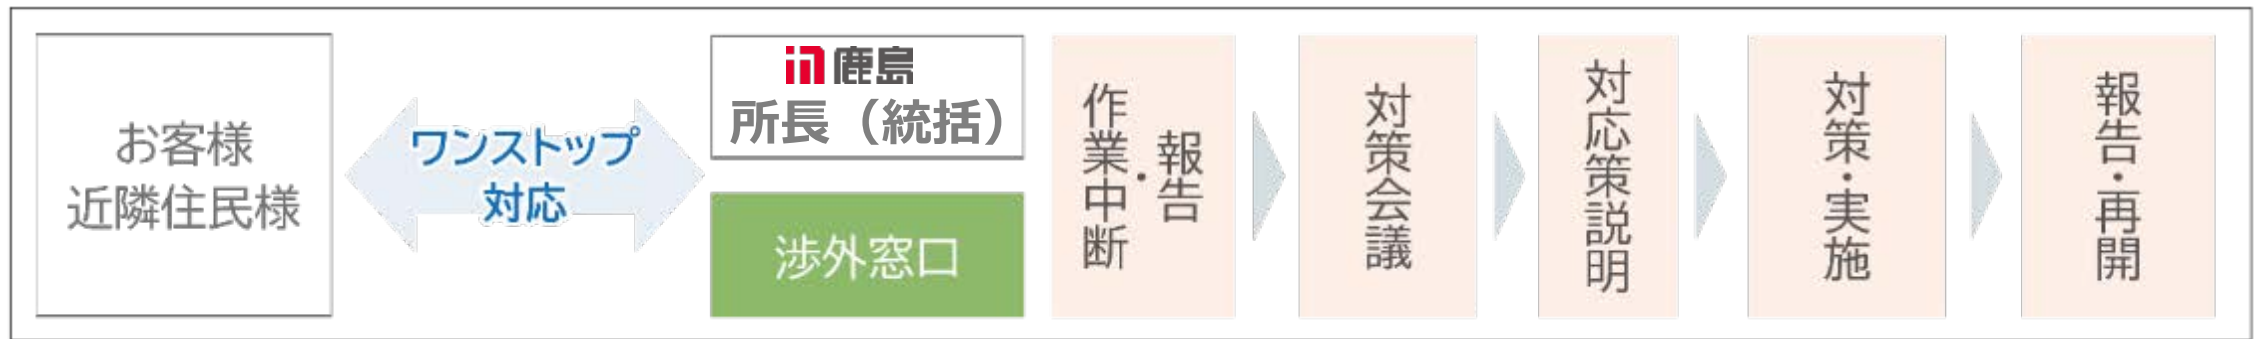 お客様
近隣住民様
ワンストップ
対応
鹿島
所長（統括）
渉外窓口
報告・
作業中断
対策会議
対応策説明
対策・実施
報告・再開